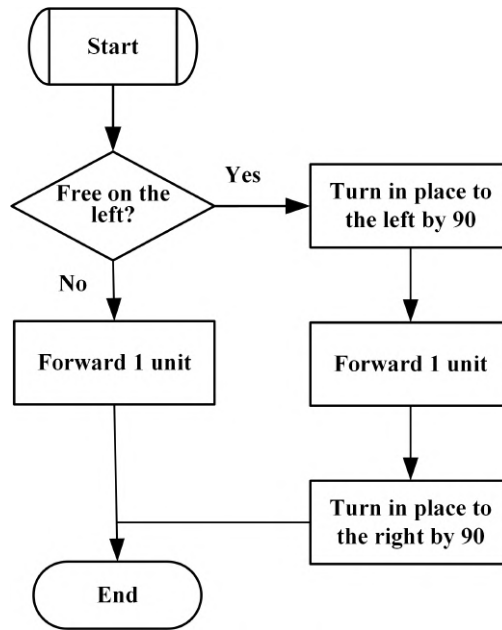 Start
Free on the
left?
Yes
Turn in place to
the left by 90
No
Forward 1 unit
Forward 1 unit
Turn in place to
the right by 90
End